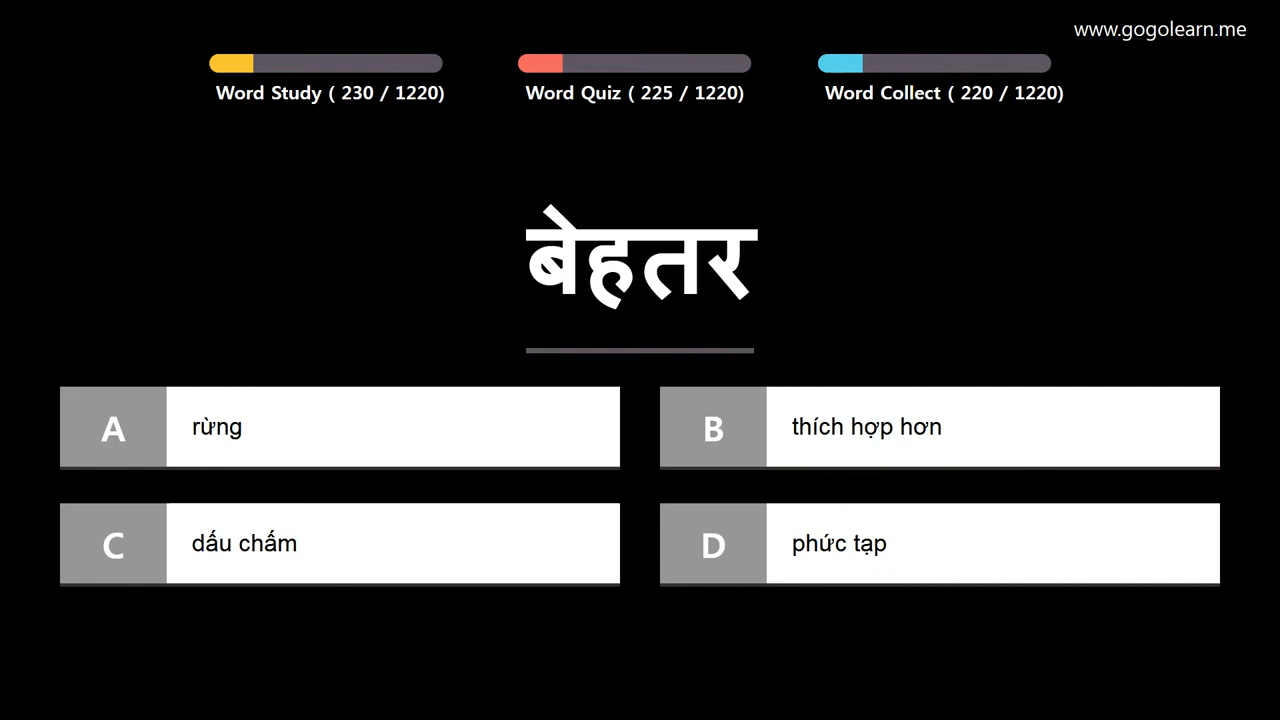 www.gogolearn.me
Word Study ( 230 / 1220)
Word Quiz ( 225 / 1220)
Word Collect ( 220 / 1220)
बेहतर
A
rừng
B
thích hợp hơn
C
dấu chấm
D
phức tạp